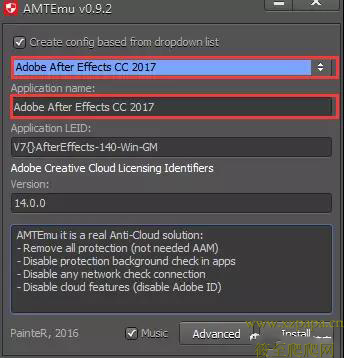 AMTEmu v0.9.2
Create config based from dropdown list
Adobe After Effects CC 2017
Application name:
Adobe After Effects CC 2017
Application LEID:
V7{}AfterEffects-140-Win-GM
Adobe Creative Cloud Licensing Identifiers
Version:
14.0.0
AMTEmu it is a real Anti-Cloud solution:
- Remove all protection (not needed AAM)
- Disable protection background check in apps
- Disable any network check connection
- Disable cloud features (disable Adobe ID)
PainteR, 2016
Music
Advanced
Install